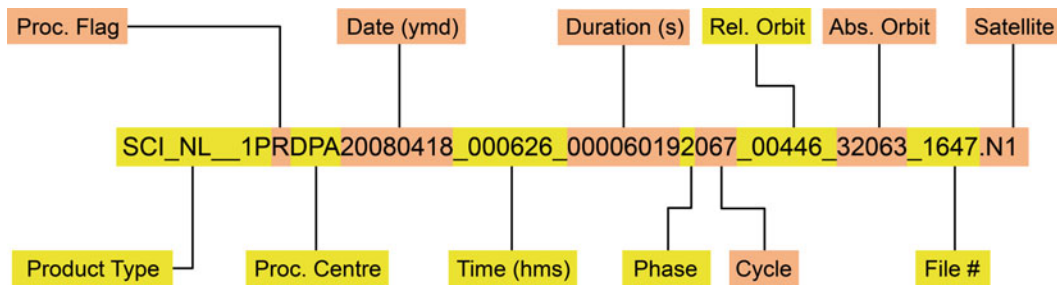 Proc. Flag Date (ymd) Duration (s) Rel. Orbit Abs. Orbit Satellite
SCI_NL__1PRDPA20080418_000626_000060192067_00446_32063_1647.N1
Product Type Proc. Centre Time (hms) Phase Cycle File #